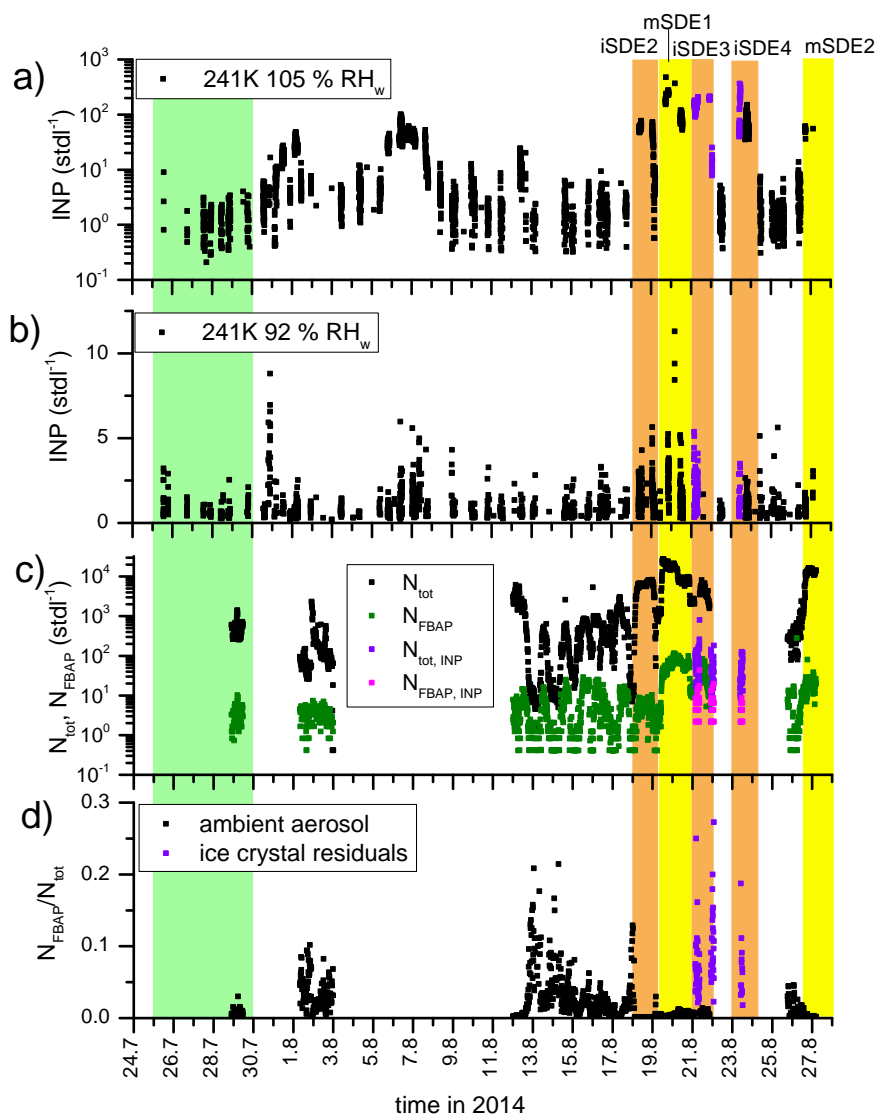 mSDE1
iSDE2 iSDE3 iSDE4 mSDE2
a)
241K 105 % RHw
INP (stdl⁻¹)
10³
10²
10¹
10⁰
10⁻¹
b)
241K 92 % RHw
INP (stdl⁻¹)
10
5
0
c)
Ntot
NFBAP
Ntot, INP
NFBAP, INP
Ntot, NFBAP (stdl⁻¹)
10⁴
10³
10²
10¹
10⁰
10⁻¹
d)
ambient aerosol
ice crystal residuals
NFBAP/Ntot
0.3
0.2
0.1
0.0
24.7 26.7 28.7 30.7 1.8 3.8 5.8 7.8 9.8 11.8 13.8 15.8 17.8 19.8 21.8 23.8 25.8 27.8
time in 2014